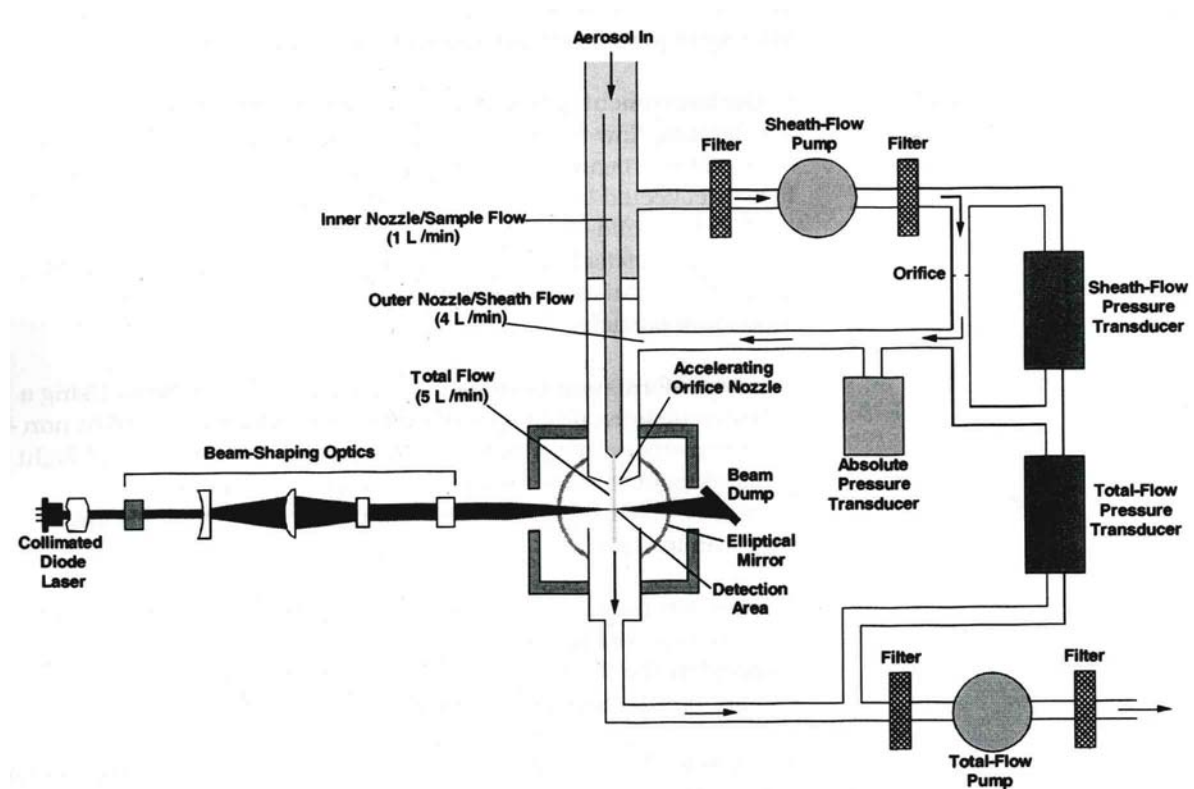 Aerosol In
Filter
Sheath-Flow
Pump
Filter
Inner Nozzle/Sample Flow
(1 L /min)
Orifice
Outer Nozzle/Sheath Flow
(4 L /min)
Sheath-Flow
Pressure
Transducer
Total Flow
(5 L /min)
Accelerating
Orifice Nozzle
Beam-Shaping Optics
Beam
Dump
Absolute
Pressure
Transducer
Total-Flow
Pressure
Transducer
Collimated
Diode
Laser
Elliptical
Mirror
Detection
Area
Filter
Filter
Total-Flow
Pump